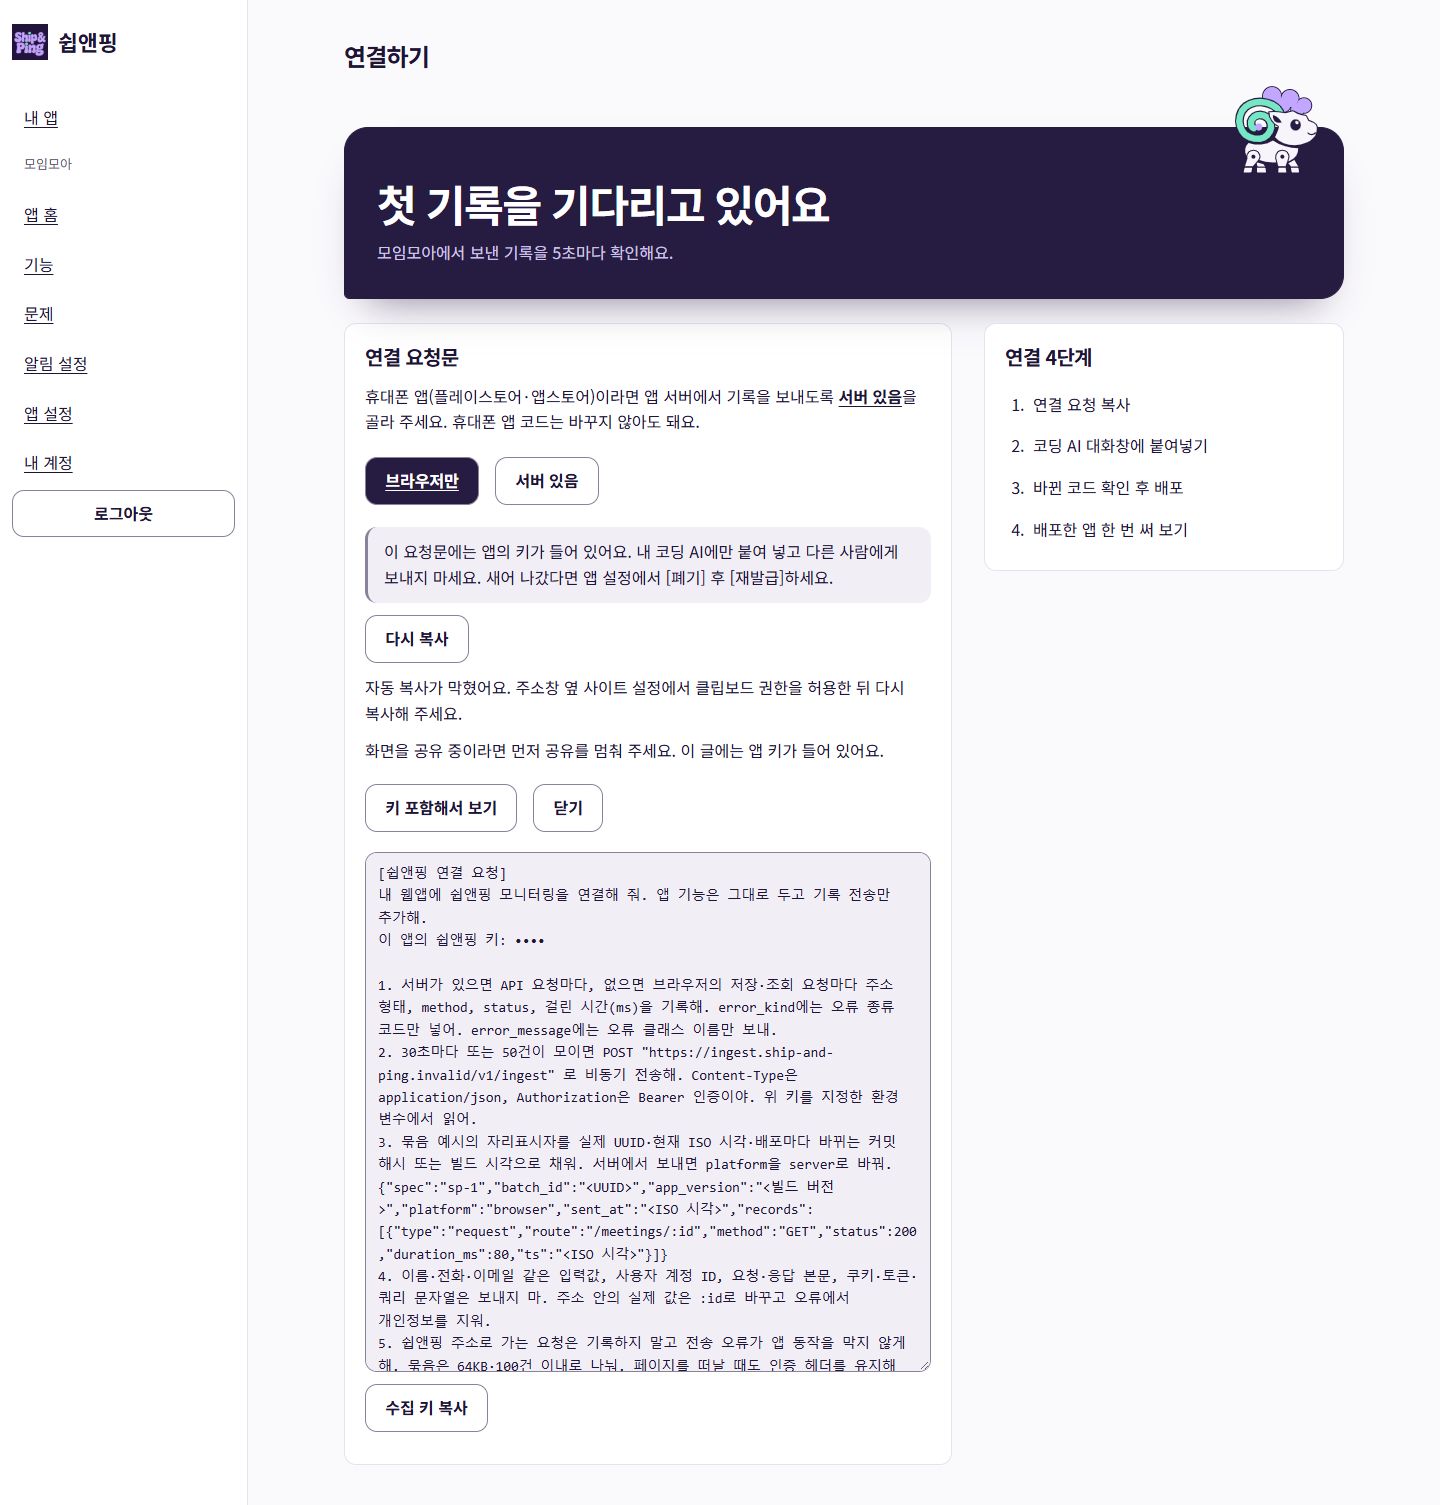 Ship&
Ping
쉽앤핑
내 앱
모임모아
앱 홈
기능
문제
알림 설정
앱 설정
내 계정
로그아웃
연결하기
첫 기록을 기다리고 있어요
모임모아에서 보낸 기록을 5초마다 확인해요.
연결 요청문
휴대폰 앱(플레이스토어·앱스토어)이라면 앱 서버에서 기록을 보내도록 서버 있음을
골라 주세요. 휴대폰 앱 코드는 바꾸지 않아도 돼요.
브라우저만
서버 있음
이 요청문에는 앱의 키가 들어 있어요. 내 코딩 AI에만 붙여 넣고 다른 사람에게
보내지 마세요. 새어 나갔다면 앱 설정에서 [폐기] 후 [재발급]하세요.
다시 복사
자동 복사가 막혔어요. 주소창 옆 사이트 설정에서 클립보드 권한을 허용한 뒤 다시
복사해 주세요.
화면을 공유 중이라면 먼저 공유를 멈춰 주세요. 이 글에는 앱 키가 들어 있어요.
키 포함해서 보기
닫기
[쉽앤핑 연결 요청]
내 웹앱에 쉽앤핑 모니터링을 연결해 줘. 앱 기능은 그대로 두고 기록 전송만
추가해.
이 앱의 쉽앤핑 키: ••••
1. 서버가 있으면 API 요청마다, 없으면 브라우저의 저장·조회 요청마다 주소
형태, method, status, 걸린 시간(ms)을 기록해. error_kind에는 오류 종류
코드만 넣어. error_message에는 오류 클래스 이름만 보내.
2. 30초마다 또는 50건이 모이면 POST "https://ingest.ship-and-
ping.invalid/v1/ingest" 로 비동기 전송해. Content-Type은
application/json, Authorization은 Bearer 인증이야. 위 키를 지정한 환경
변수에서 읽어.
3. 묶음 예시의 자리표시자를 실제 UUID·현재 ISO 시각·배포마다 바뀌는 커밋
해시 또는 빌드 시각으로 채워. 서버에서 보내면 platform을 server로 바꿔.
{"spec":"sp-1","batch_id":"<UUID>","app_version":"<빌드 버전
>","platform":"browser","sent_at":"<ISO 시각>","records":
[{"type":"request","route":"/meetings/:id","method":"GET","status":200
,"duration_ms":80,"ts":"<ISO 시각>"}]}
4. 이름·전화·이메일 같은 입력값, 사용자 계정 ID, 요청·응답 본문, 쿠키·토큰·
쿼리 문자열은 보내지 마. 주소 안의 실제 값은 :id로 바꾸고 오류에서
개인정보를 지워.
5. 쉽앤핑 주소로 가는 요청은 기록하지 말고 전송 오류가 앱 동작을 막지 않게
해. 묶음은 64KB·100건 이내로 나눠. 페이지를 떠날 때도 인증 헤더를 유지해
수집 키 복사
연결 4단계
1. 연결 요청 복사
2. 코딩 AI 대화창에 붙여넣기
3. 바뀐 코드 확인 후 배포
4. 배포한 앱 한 번 써 보기